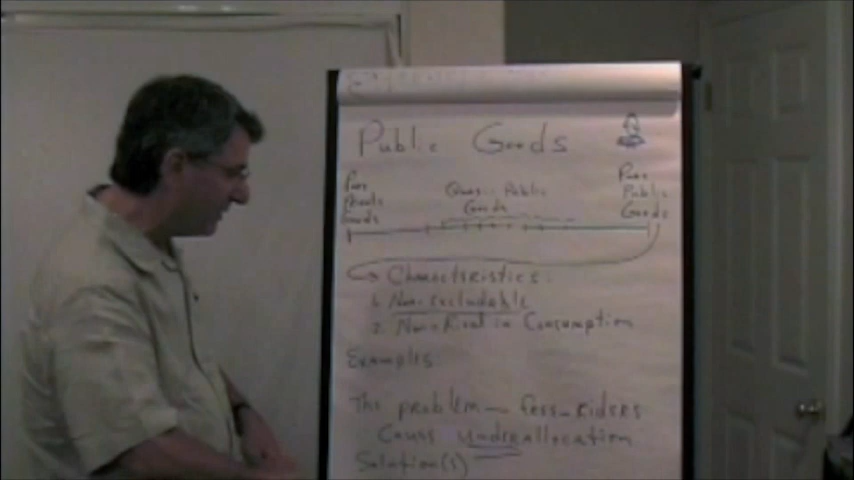 Public Goods
Pure
Private
Goods
Quasi-Public
Goods
Pure
Public
Goods
Characteristics:
1. Non-excludable
2. Non-Rival in Consumption
Examples
The problem - free-Riders
Cause underallocation
Solution(s)